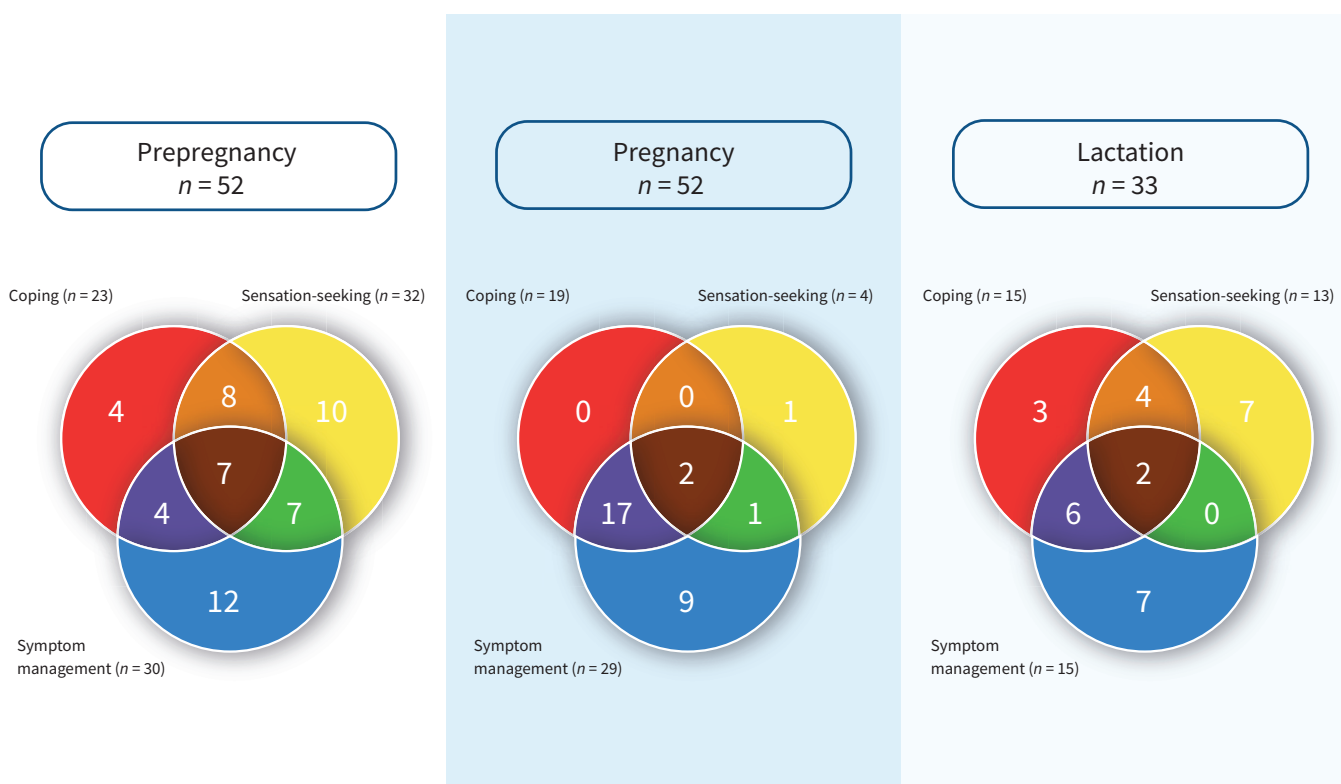 Prepregnancy
n = 52
Coping (n = 23)
Sensation-seeking (n = 32)
4
8
10
7
4
7
12
Symptom
management (n = 30)
Pregnancy
n = 52
Coping (n = 19)
Sensation-seeking (n = 4)
0
0
1
2
17
1
9
Symptom
management (n = 29)
Lactation
n = 33
Coping (n = 15)
Sensation-seeking (n = 13)
3
4
7
2
6
0
7
Symptom
management (n = 15)